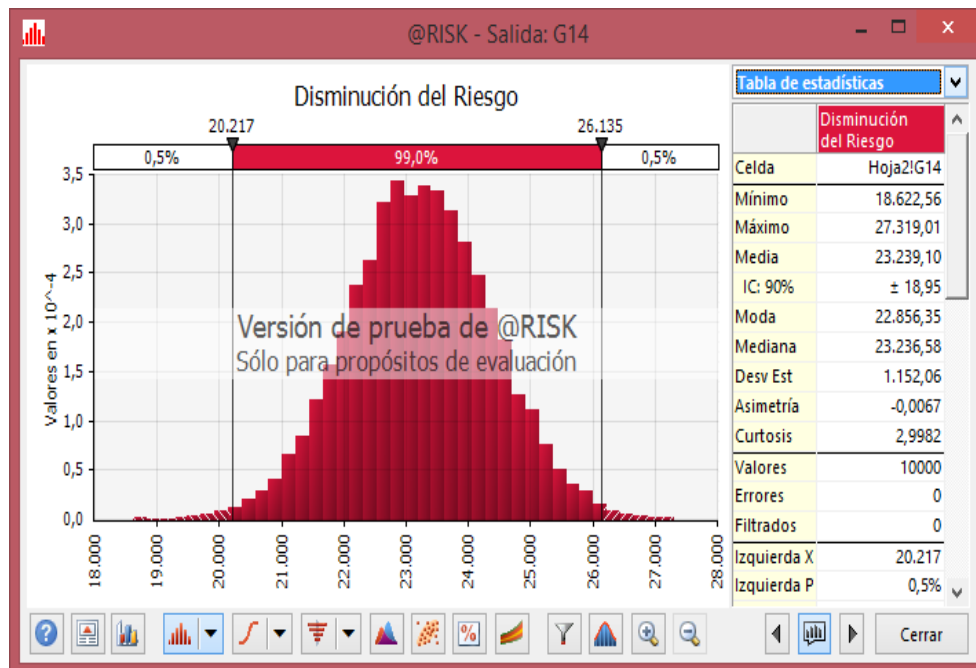 @RISK - Salida: G14
Disminución del Riesgo
20.217
26.135
0,5%
99,0%
0,5%
3,5
3,0
2,5
2,0
1,5
1,0
0,5
0,0
Valores en x 10^-4
Versión de prueba de @RISK
Sólo para propósitos de evaluación
18.000
19.000
20.000
21.000
22.000
23.000
24.000
25.000
26.000
27.000
28.000
Tabla de estadísticas
Disminución
del Riesgo
Celda Hoja2!G14
Mínimo 18.622,56
Máximo 27.319,01
Media 23.239,10
IC: 90% ± 18,95
Moda 22.856,35
Mediana 23.236,58
Desv Est 1.152,06
Asimetría -0,0067
Curtosis 2,9982
Valores 10000
Errores 0
Filtrados 0
Izquierda X 20.217
Izquierda P 0,5%
Cerrar